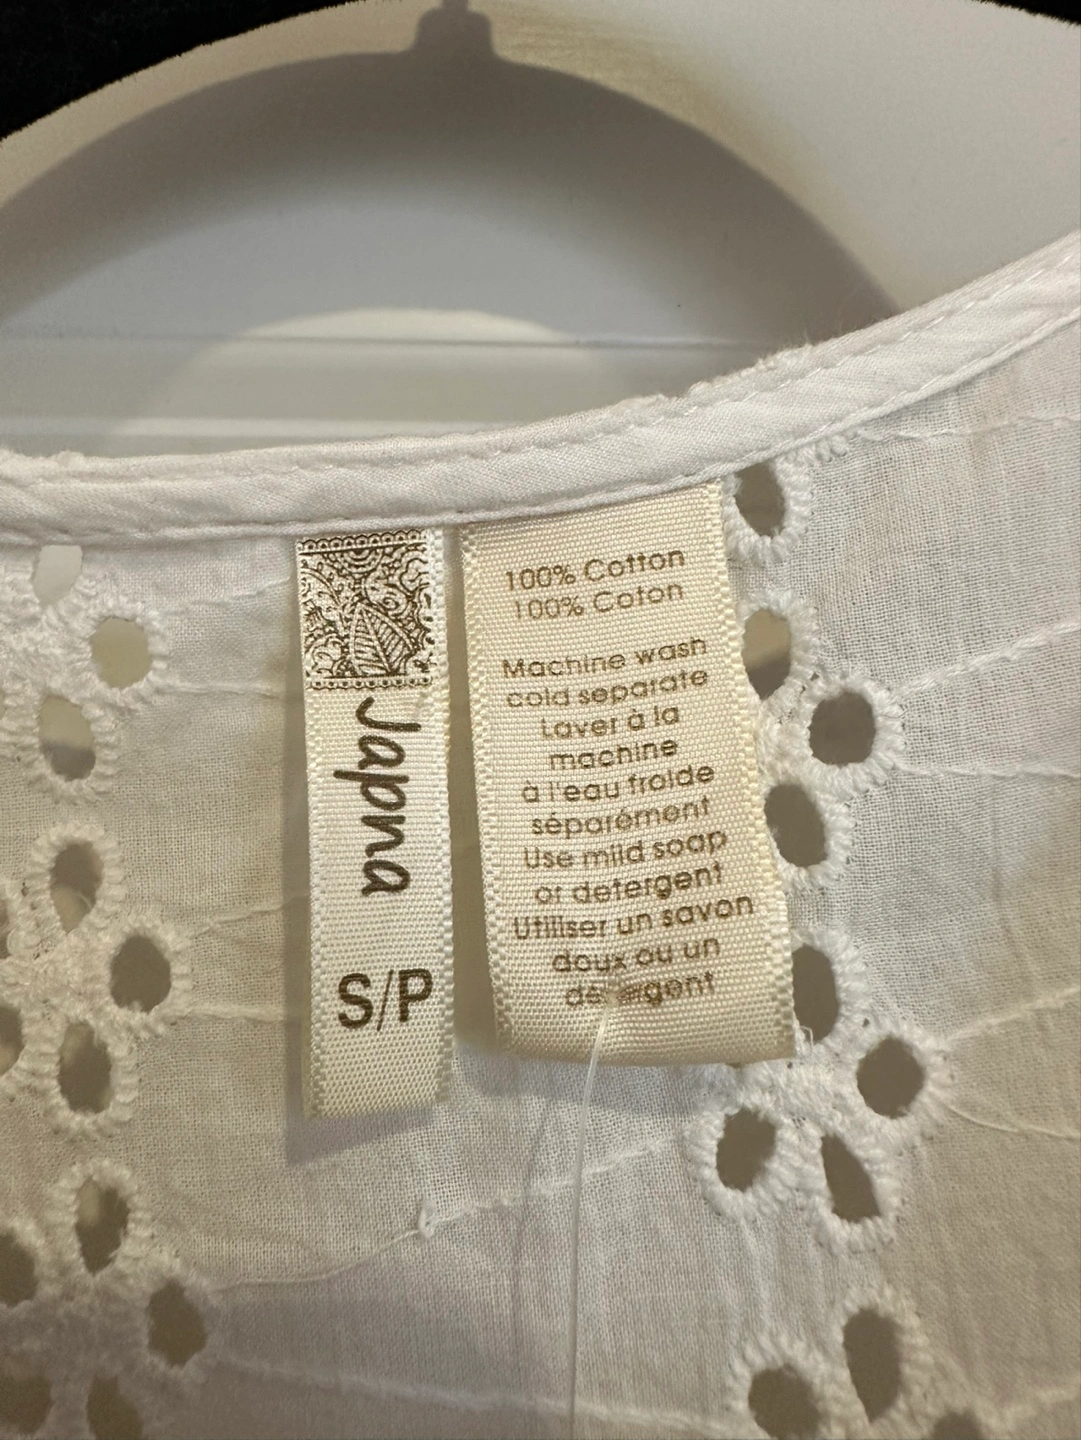 Japna
S/P
100% Cotton
100% Coton
Machine wash
cold separate
Laver à la
machine
à l'eau froide
séparément
Use mild soap
or detergent
Utiliser un savon
doux ou un
détergent